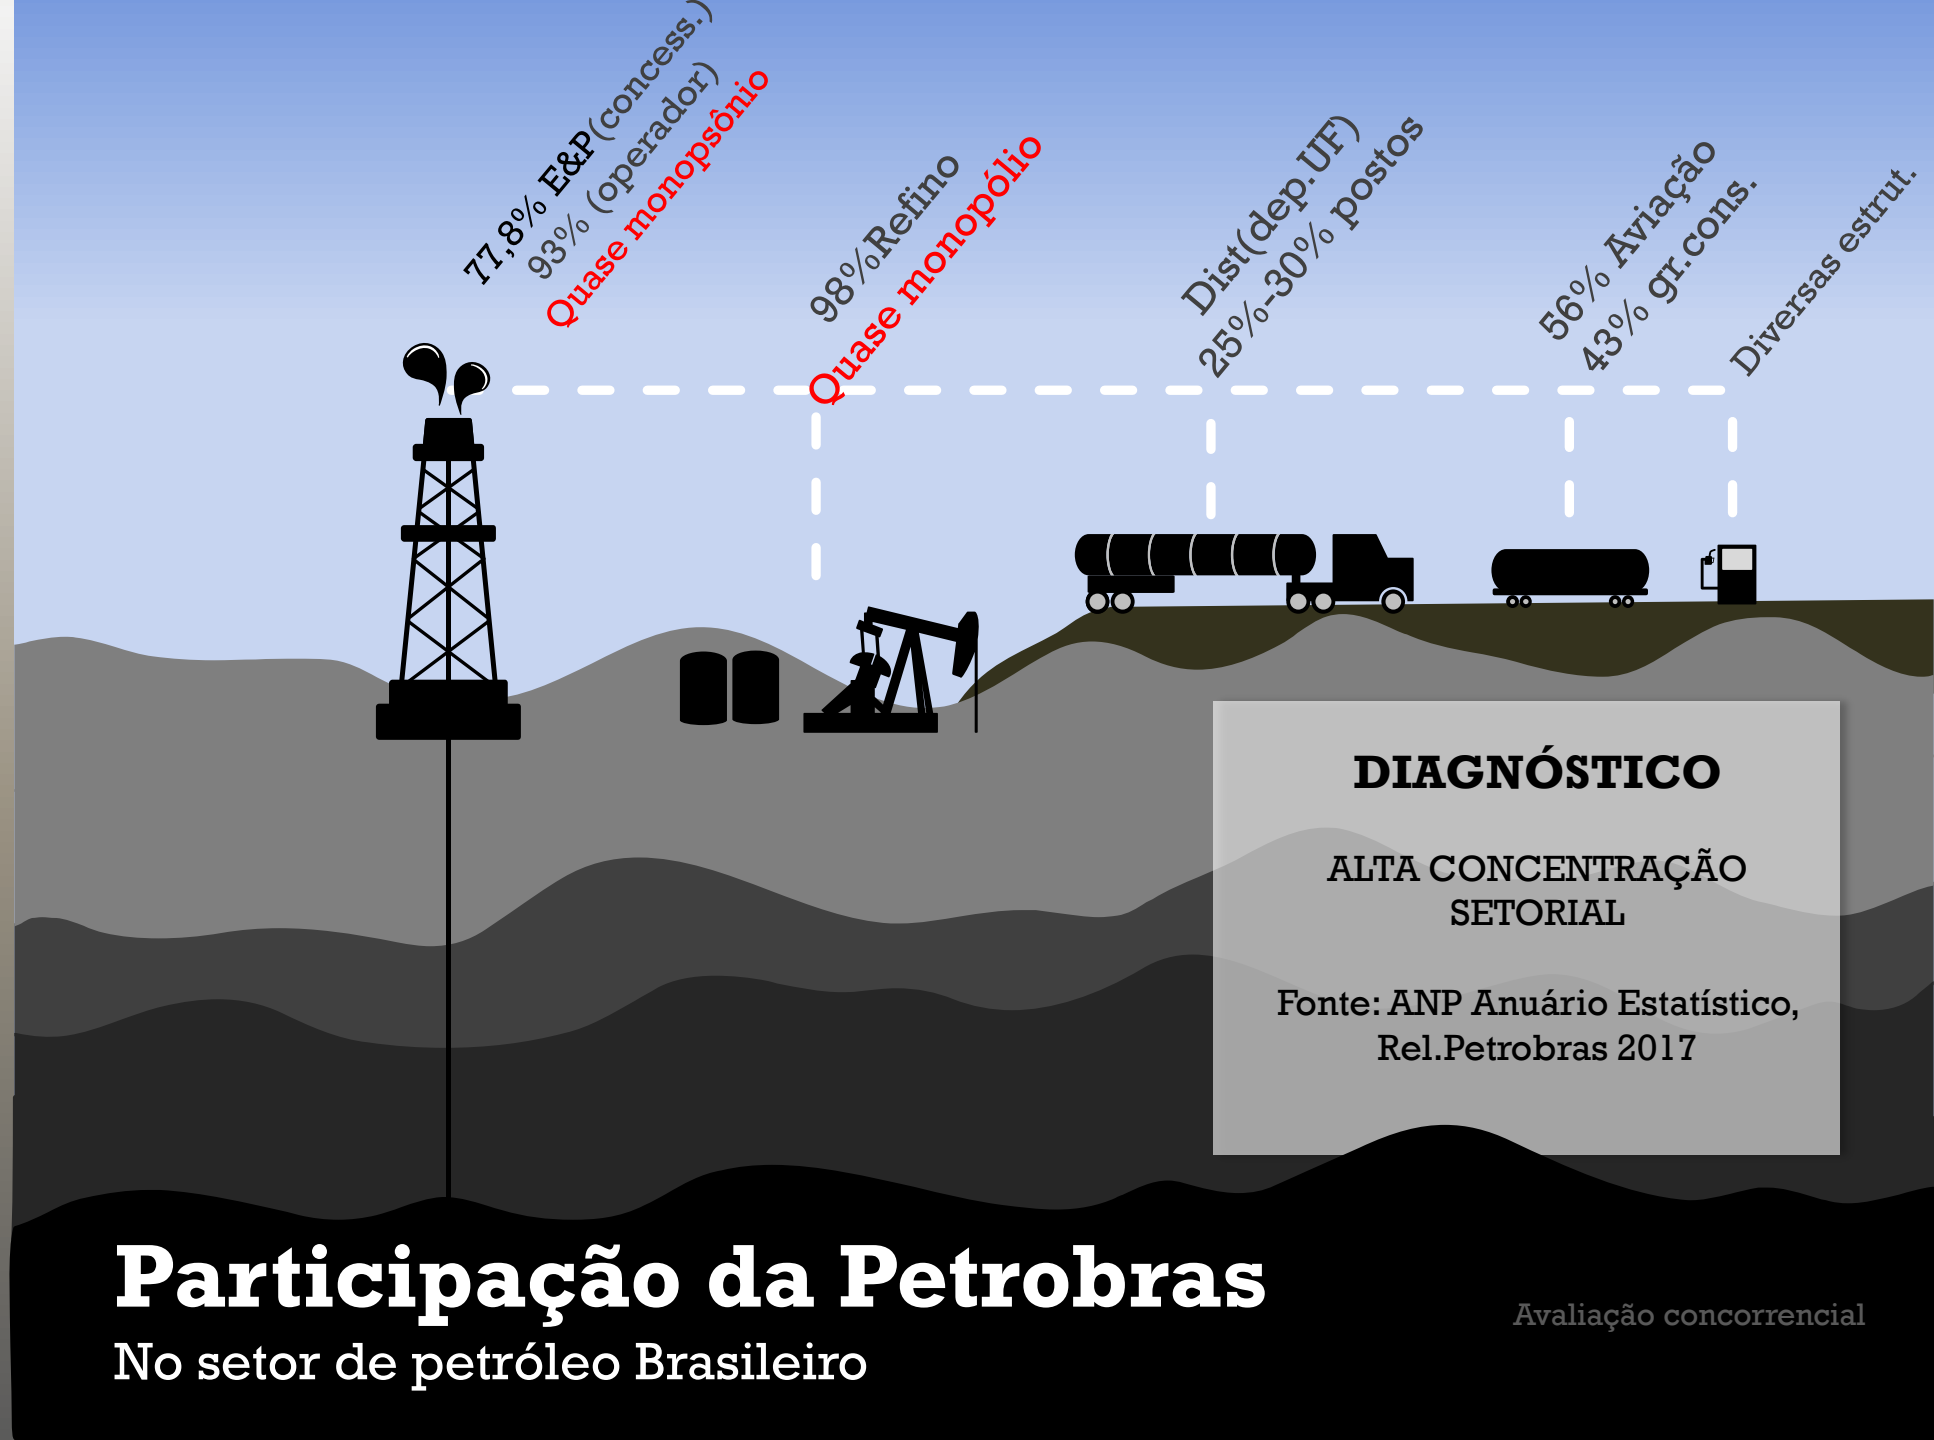 77,8% E&P(concess.)
93% (operador)
Quase monopsônio
98%Refino
Quase monopólio
Dist(dep.UF)
25%-30% postos
56% Aviação
43% gr.cons.
Diversas estrut.
DIAGNÓSTICO
ALTA CONCENTRAÇÃO
SETORIAL
Fonte: ANP Anuário Estatístico,
Rel.Petrobras 2017
Participação da Petrobras
No setor de petróleo Brasileiro
Avaliação concorrencial